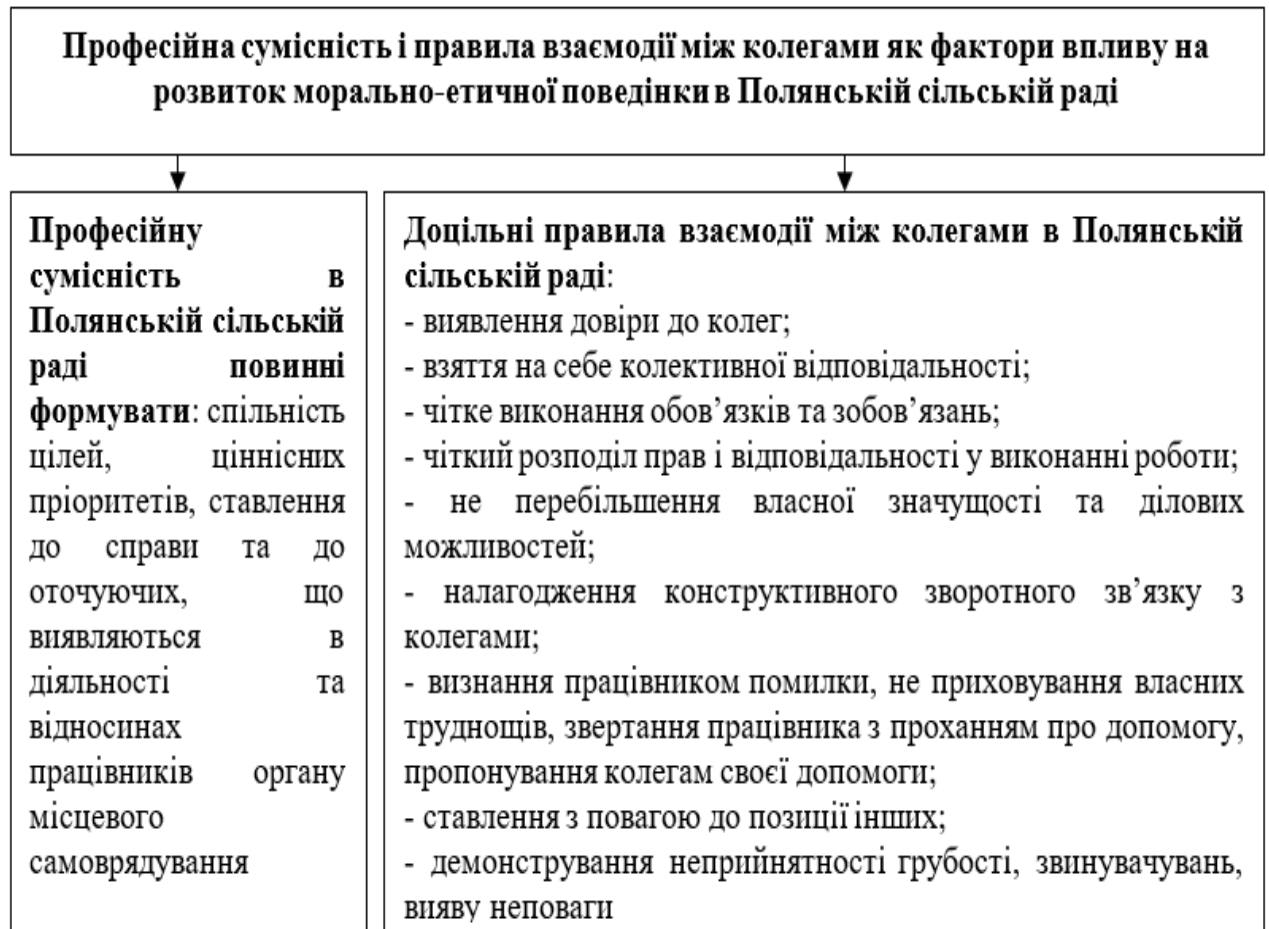 Професійна сумісність і правила взаємодії між колегами як фактори впливу на
розвиток морально-етичної поведінки в Полянській сільській раді
Професійну
сумісність в
Полянській сільській
раді повинні
формувати: спільність
цілей, ціннісних
пріоритетів, ставлення
до справи та до
оточуючих, що
виявляються в
діяльності та
відносинах
працівників органу
місцевого
самоврядування
Доцільні правила взаємодії між колегами в Полянській
сільській раді:
- виявлення довіри до колег;
- взяття на себе колективної відповідальності;
- чітке виконання обов’язків та зобов’язань;
- чіткий розподіл прав і відповідальності у виконанні роботи;
- не перебільшення власної значущості та ділових
можливостей;
- налагодження конструктивного зворотного зв’язку з
колегами;
- визнання працівником помилки, не приховування власних
труднощів, звертання працівника з проханням про допомогу,
пропонування колегам своєї допомоги;
- ставлення з повагою до позиції інших;
- демонстрування неприйнятності грубості, звинувачувань,
вияву неповаги